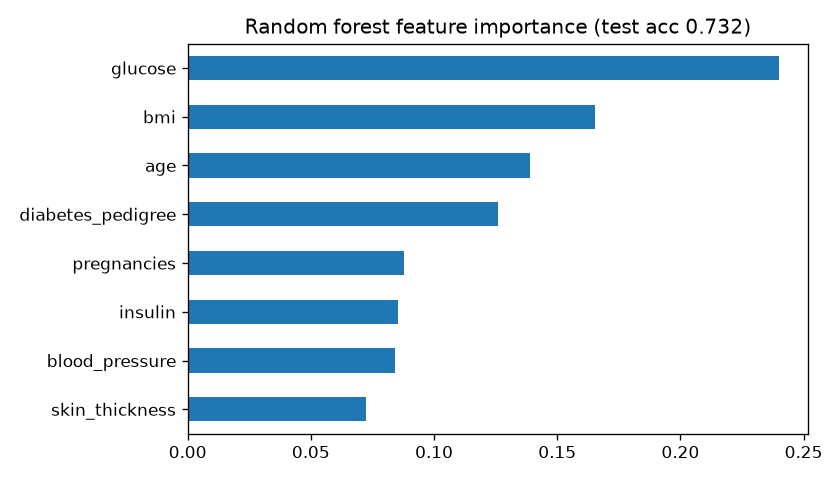 Random forest feature importance (test acc 0.732)
glucose
bmi
age
diabetes_pedigree
pregnancies
insulin
blood_pressure
skin_thickness
0.00 0.05 0.10 0.15 0.20 0.25